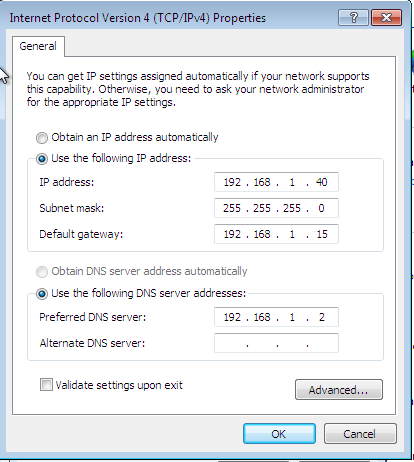 Internet Protocol Version 4 (TCP/IPv4) Properties
General
You can get IP settings assigned automatically if your network supports
this capability. Otherwise, you need to ask your network administrator
for the appropriate IP settings.
Obtain an IP address automatically
Use the following IP address:
IP address: 192 . 168 . 1 . 40
Subnet mask: 255 . 255 . 255 . 0
Default gateway: 192 . 168 . 1 . 15
Obtain DNS server address automatically
Use the following DNS server addresses:
Preferred DNS server: 192 . 168 . 1 . 2
Alternate DNS server: . . .
Validate settings upon exit
Advanced...
OK Cancel